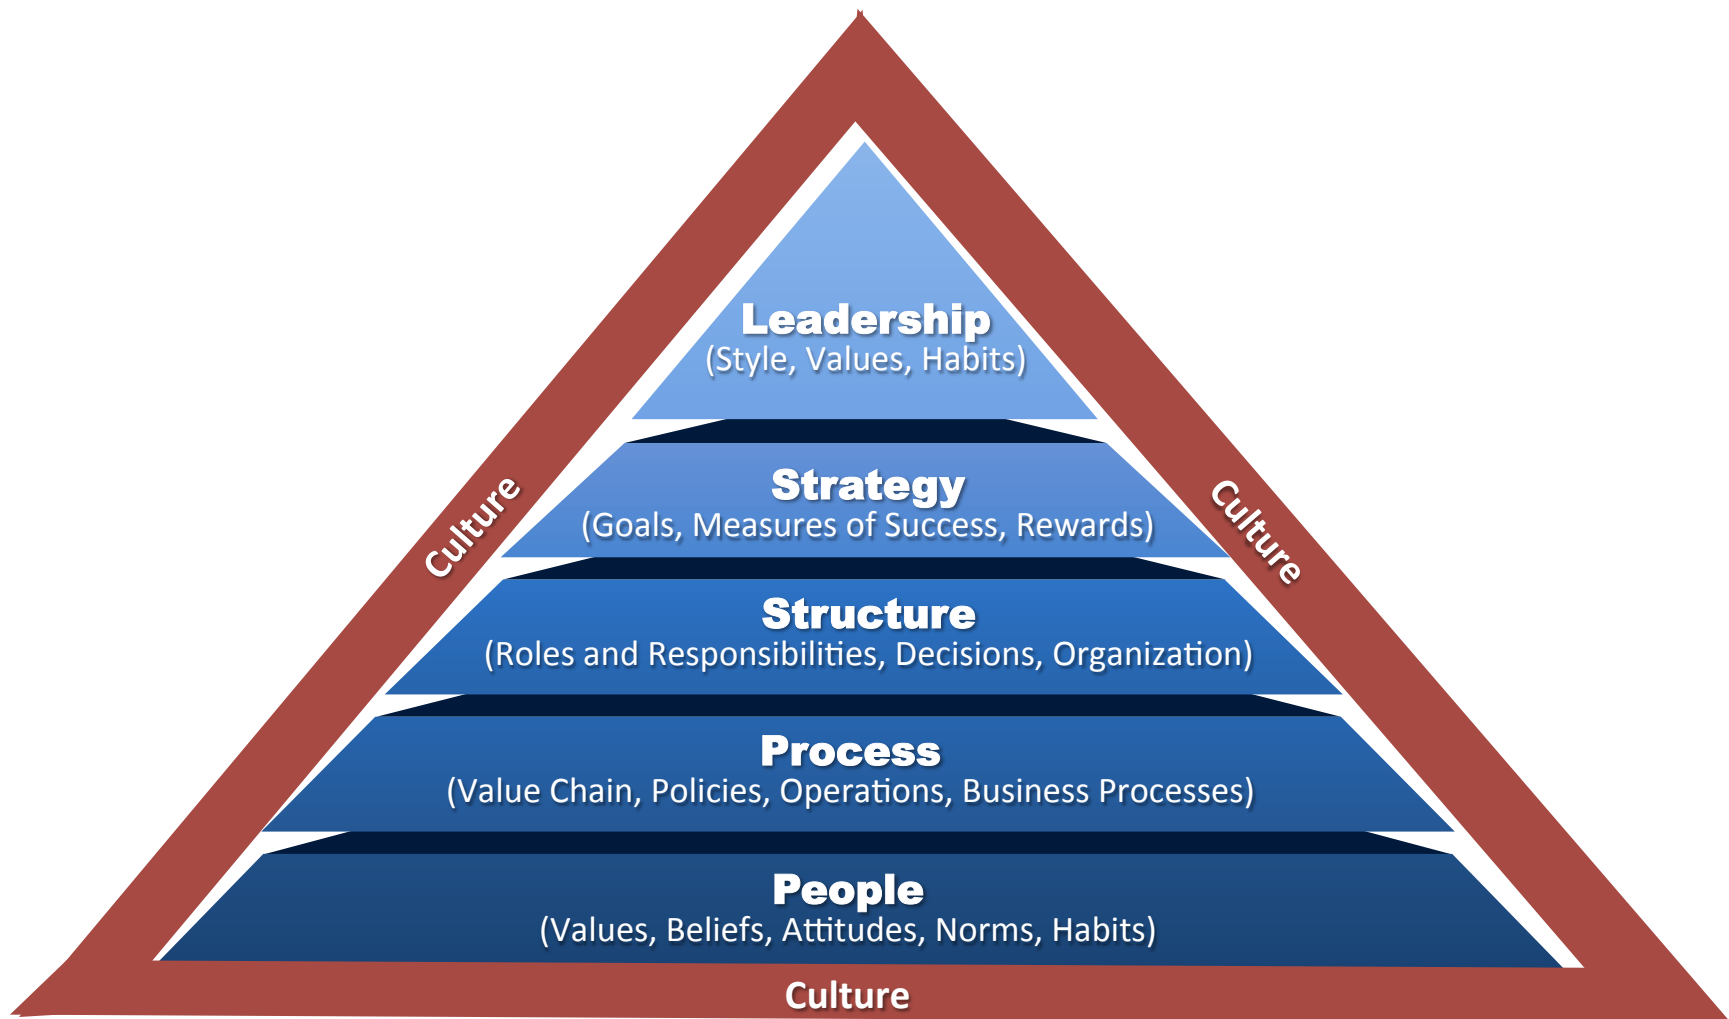 Leadership
(Style, Values, Habits)
Strategy
(Goals, Measures of Success, Rewards)
Culture
Culture
Structure
(Roles and Responsibilities, Decisions, Organization)
Process
(Value Chain, Policies, Operations, Business Processes)
People
(Values, Beliefs, Attitudes, Norms, Habits)
Culture